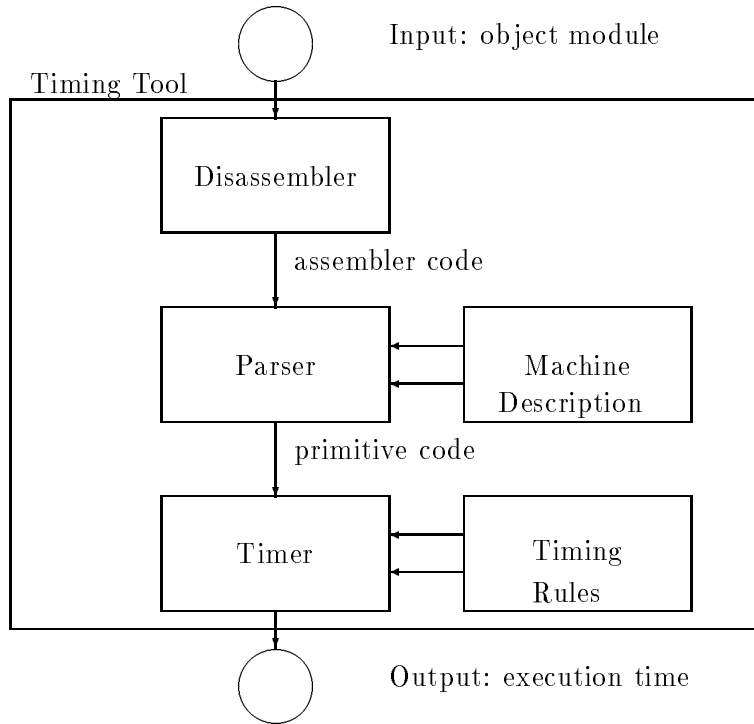 Input: object module
Timing Tool
Disassembler
assembler code
Parser
Machine
Description
primitive code
Timer
Timing
Rules
Output: execution time